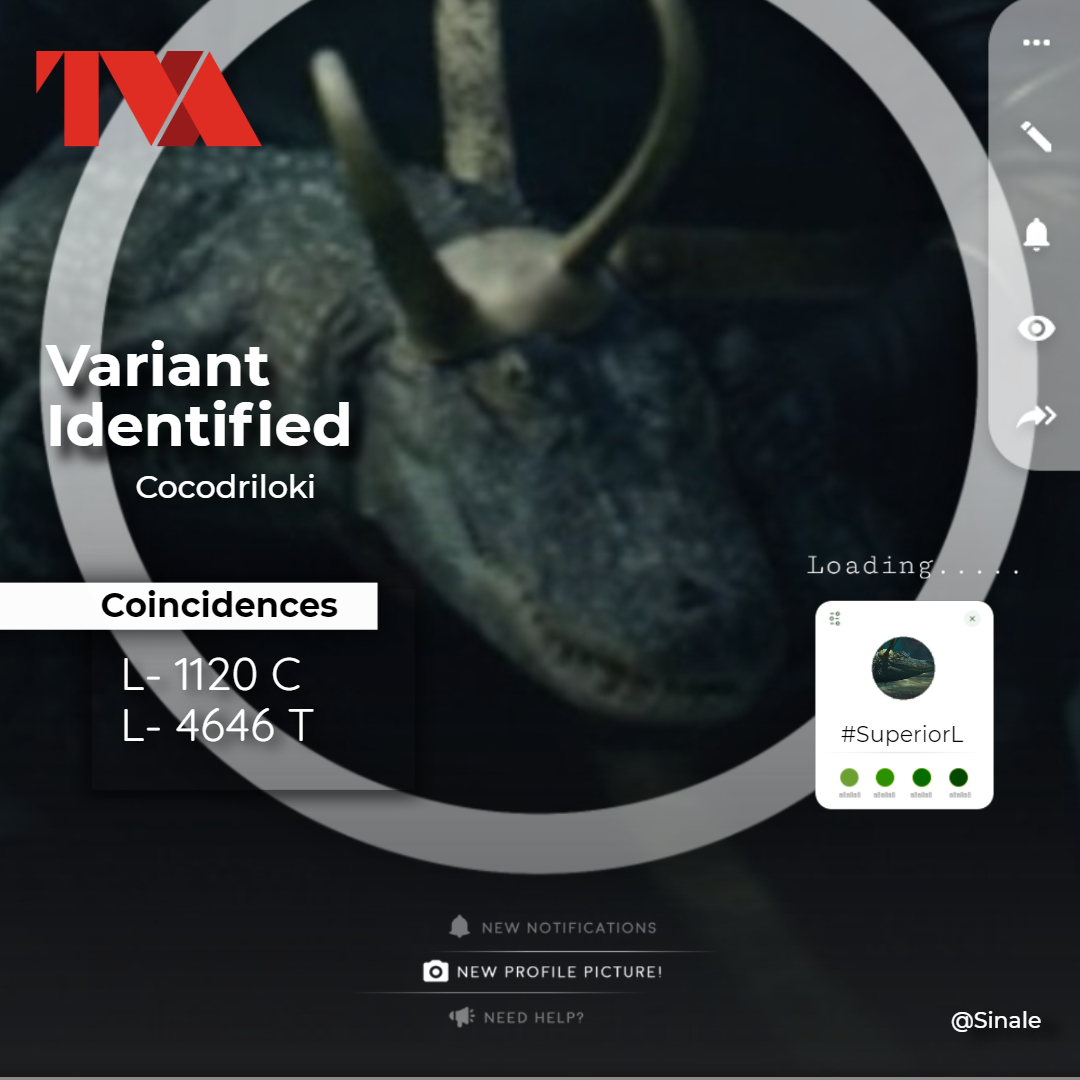 TVA
Variant
Identified
Cocodriloki
Coincidences
L- 1120 C
L- 4646 T
Loading.....
#SuperiorL
NEW NOTIFICATIONS
NEW PROFILE PICTURE!
NEED HELP?
@Sinale